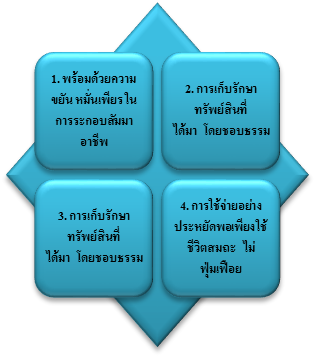 1. พร้อมด้วยความ
ขยัน หมั่นเพียร ใน
การระกอบสัมมา
อาชีพ
2. การเก็บรักษา
ทรัพย์สินที่
ได้มา โดยชอบธรรม
3. การเก็บรักษา
ทรัพย์สินที่
ได้มา โดยชอบธรรม
4. การใช้จ่ายอย่าง
ประหยัดพอเพียงใช้
ชีวิตสมถะ ไม่
ฟุ่มเฟือย